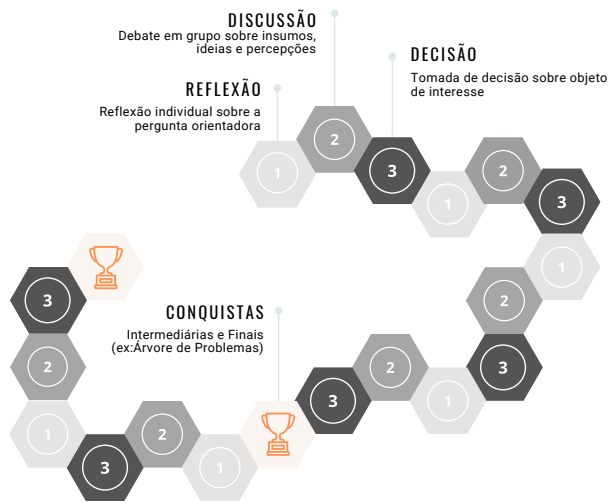 DISCUSSÃO
Debate em grupo sobre insumos,
ideias e percepções
DECISÃO
Tomada de decisão sobre objeto
de interesse
REFLEXÃO
Reflexão individual sobre a
pergunta orientadora
1
2
3
1
2
3
1
2
3
1
2
3
CONQUISTAS
Intermediárias e Finais
(ex:Árvore de Problemas)
1
2
3
1
2
3